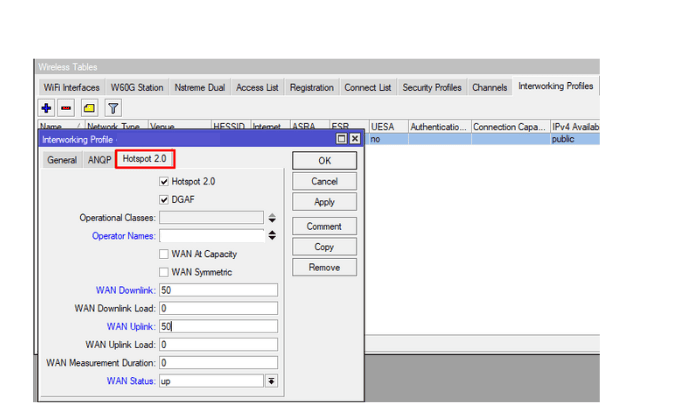 Wireless Tables
WiFi Interfaces W60G Station Nstreme Dual Access List Registration Connect List Security Profiles Channels Interworking Profiles
Name Network Type Venue HESSID Internet ASRA ESR UESA Authenticatio... Connection Capa... IPv4 Availab
no public
Interworking Profile
General ANQP Hotspot 2.0
OK
Hotspot 2.0
Cancel
DGAF
Apply
Operational Classes:
Comment
Operator Names:
Copy
WAN At Capacity
Remove
WAN Symmetric
WAN Downlink: 50
WAN Downlink Load: 0
WAN Uplink: 50
WAN Uplink Load: 0
WAN Measurement Duration: 0
WAN Status: up